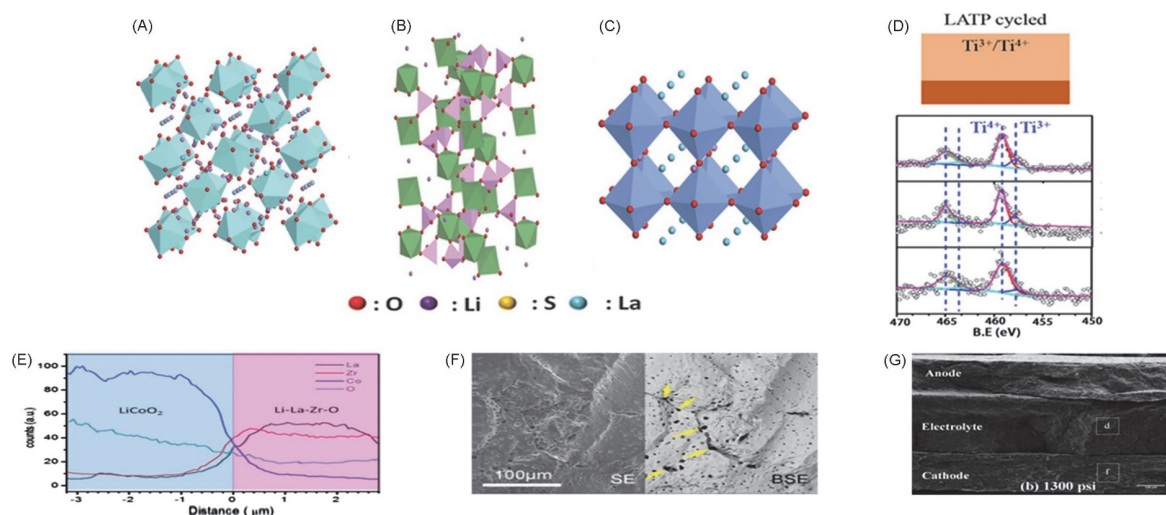 (A)
(B)
(C)
(D)
LATP cycled
Ti³⁺/Ti⁴⁺
Ti⁴⁺
Ti³⁺
470 465 460 455 450
B.E (eV)
: O : Li : S : La
(E)
counts (a.u)
100
80
60
40
20
0
LiCoO₂
Li-La-Zr-O
La
Zr
Co
O
-3 -2 -1 0 1 2
Distance ( μm)
(F)
100μm
SE
BSE
(G)
Anode
Electrolyte
d
Cathode
f
(b) 1300 psi